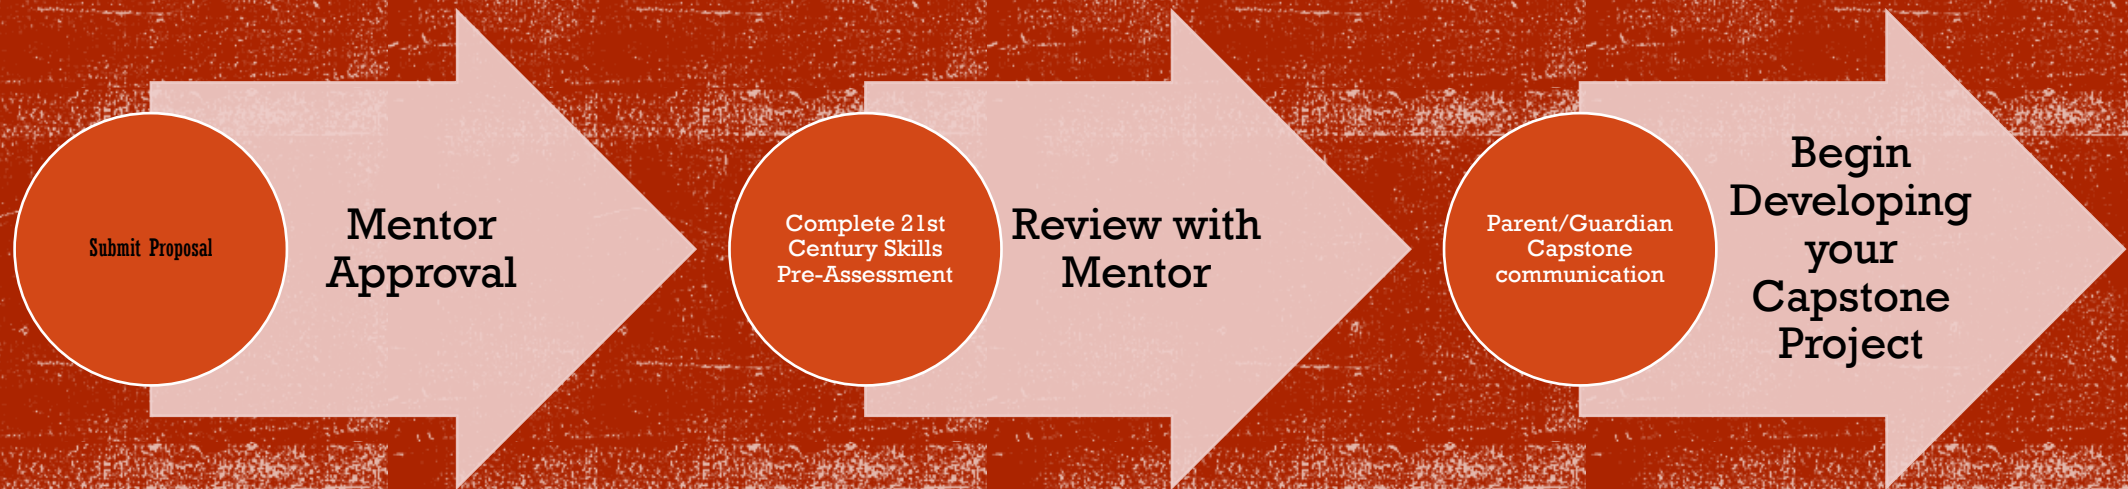 Submit Proposal
Mentor
Approval
Complete 21st
Century Skills
Pre-Assessment
Review with
Mentor
Parent/Guardian
Capstone
communication
Begin
Developing
your
Capstone
Project